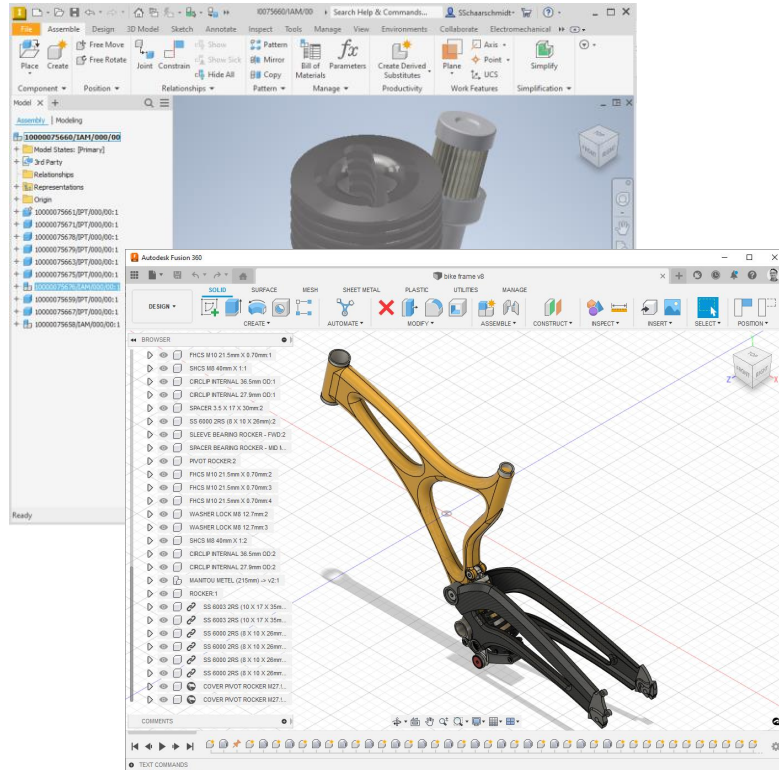 I0075660/IAM/00
Search Help & Commands...
SSchaarschmidt
File Assemble Design 3D Model Sketch Annotate Inspect Tools Manage View Environments Collaborate Electromechanical
Place
Create
Free Move
Free Rotate
Joint
Constrain
Show
Show Sick
Hide All
Pattern
Mirror
Copy
Bill of Materials
fx
Parameters
Create Derived Substitutes
Plane
Axis
Point
UCS
Simplify
Component Position Relationships Pattern Manage Productivity Work Features Simplification
Model
Assembly | Modeling
10000075660/IAM/000/00
Model States: [Primary]
3rd Party
Relationships
Representations
Origin
10000075661/IPT/000/00:1
10000075671/IPT/000/00:1
10000075678/IPT/000/00:1
10000075679/IPT/000/00:1
10000075663/IPT/000/00:1
10000075675/IPT/000/00:1
10000075676/IAM/000/00:1
10000075659/IPT/000/00:1
10000075667/IPT/000/00:1
10000075658/IAM/000/00:1
Ready
TOP
FRONT
RIGHT
Autodesk Fusion 360
bike frame v8
SOLID SURFACE MESH SHEET METAL PLASTIC UTILITIES MANAGE
DESIGN
CREATE AUTOMATE MODIFY ASSEMBLE CONSTRUCT INSPECT INSERT SELECT POSITION
BROWSER
FHCS M10 21.5mm X 0.70mm:1
SHCS M8 40mm X 1:1
CIRCLIP INTERNAL 36.5mm OD:1
CIRCLIP INTERNAL 27.9mm OD:1
SPACER 3.5 X 17 X 30mm:2
SS 6000 2RS (8 X 10 X 26mm):2
SLEEVE BEARING ROCKER - FWD:2
SPACER BEARING ROCKER - MID I...
PIVOT ROCKER:2
FHCS M10 21.5mm X 0.70mm:2
FHCS M10 21.5mm X 0.70mm:3
FHCS M10 21.5mm X 0.70mm:4
WASHER LOCK M8 12.7mm:2
WASHER LOCK M8 12.7mm:3
SHCS M8 40mm X 1:2
CIRCLIP INTERNAL 36.5mm OD:2
CIRCLIP INTERNAL 27.9mm OD:2
MANITOU METEL (215mm) -> v2:1
ROCKER:1
SS 6003 2RS (10 X 17 X 35m...
SS 6003 2RS (10 X 17 X 35m...
SS 6000 2RS (8 X 10 X 26mm...
SS 6000 2RS (8 X 10 X 26mm...
SS 6000 2RS (8 X 10 X 26mm...
SS 6000 2RS (8 X 10 X 26mm...
COVER PIVOT ROCKER M27.!...
COVER PIVOT ROCKER M27.!...
TOP
FRONT
RIGHT
Z
X
COMMENTS
TEXT COMMANDS